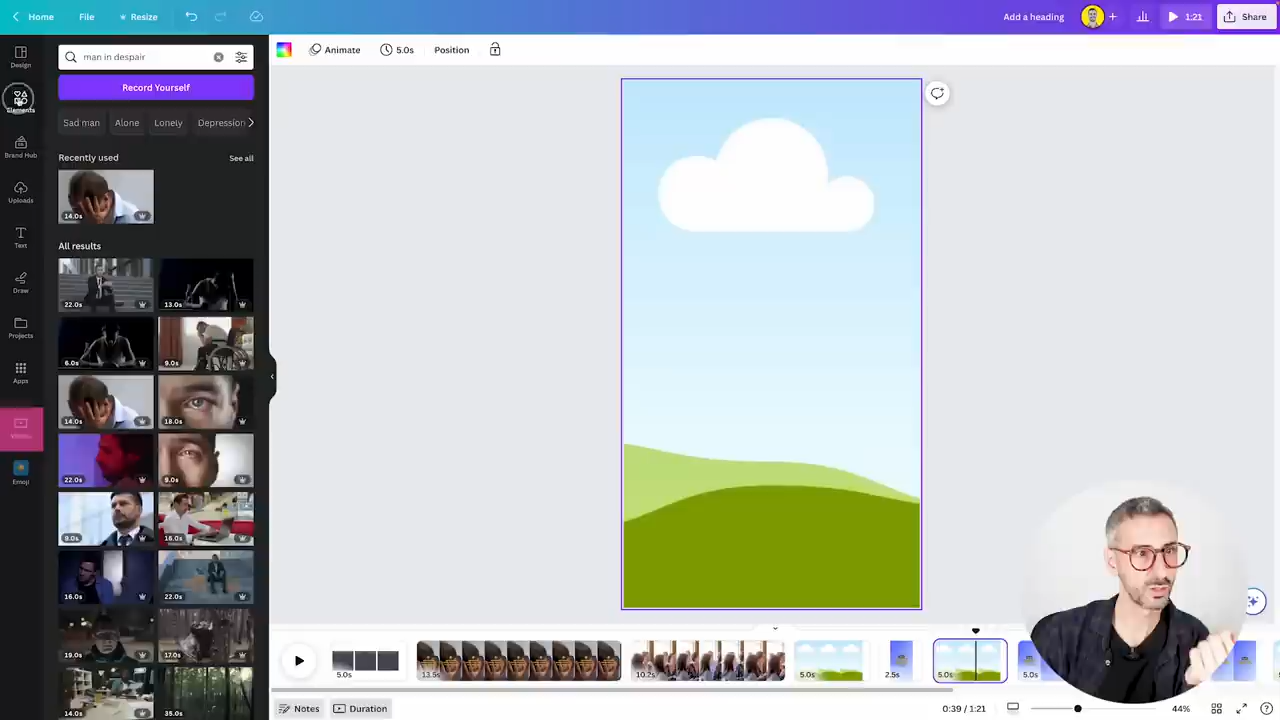 Home
File
Resize
Add a heading
1:21
Share
Design
Elements
Brand Hub
Uploads
Text
Draw
Projects
Apps
Emoji
man in despair
Record Yourself
Sad man
Alone
Lonely
Depression
Recently used
See all
14.0s
All results
22.0s
13.0s
6.0s
9.0s
14.0s
18.0s
22.0s
9.0s
9.0s
16.0s
16.0s
22.0s
19.0s
17.0s
14.0s
35.0s
Animate
5.0s
Position
5.0s
13.5s
10.2s
5.0s
2.5s
5.0s
5.0s
Notes
Duration
0:39 / 1:21
44%